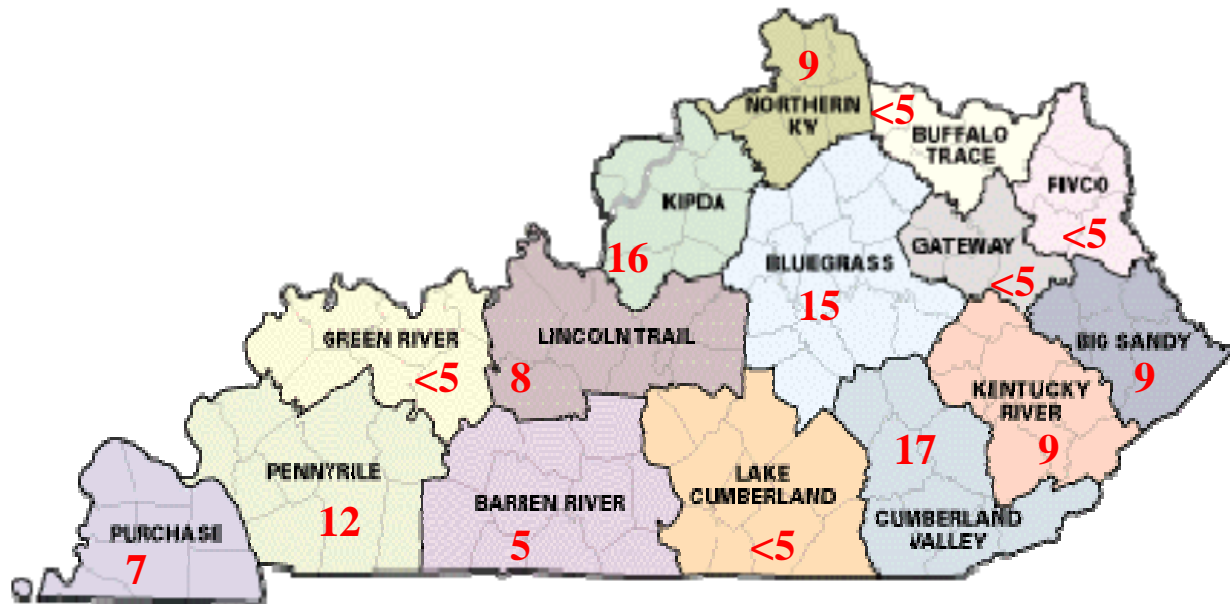 9
NORTHERN
KY
<5
BUFFALO
TRACE
FIVCO
<5
KIPDA
16
BLUEGRASS
15
GATEWAY
<5
GREEN RIVER
<5
LINCOLN TRAIL
8
BIG SANDY
9
KENTUCKY
RIVER
9
PENNYRILE
12
BARREN RIVER
5
LAKE
CUMBERLAND
<5
17
CUMBERLAND
VALLEY
PURCHASE
7